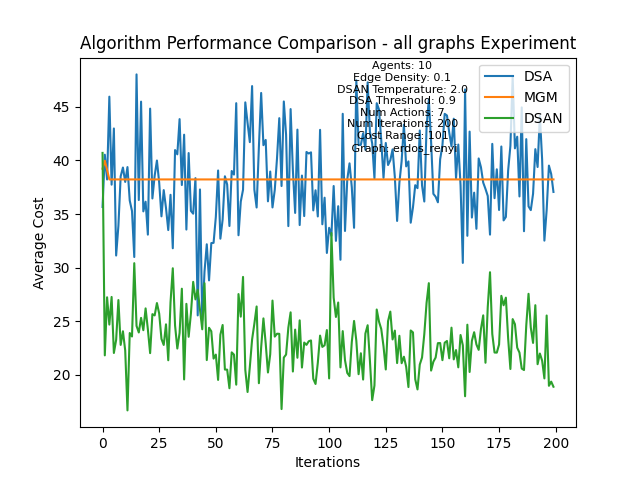 Algorithm Performance Comparison - all graphs Experiment
Agents: 10
Edge Density: 0.1
DSAN Temperature: 2.0
DSA Threshold: 0.9
Num Actions: 7
Num Iterations: 200
Cost Range: 101
Graph: erdos_renyi
DSA
MGM
DSAN
Average Cost
45
40
35
30
25
20
0 25 50 75 100 125 150 175 200
Iterations